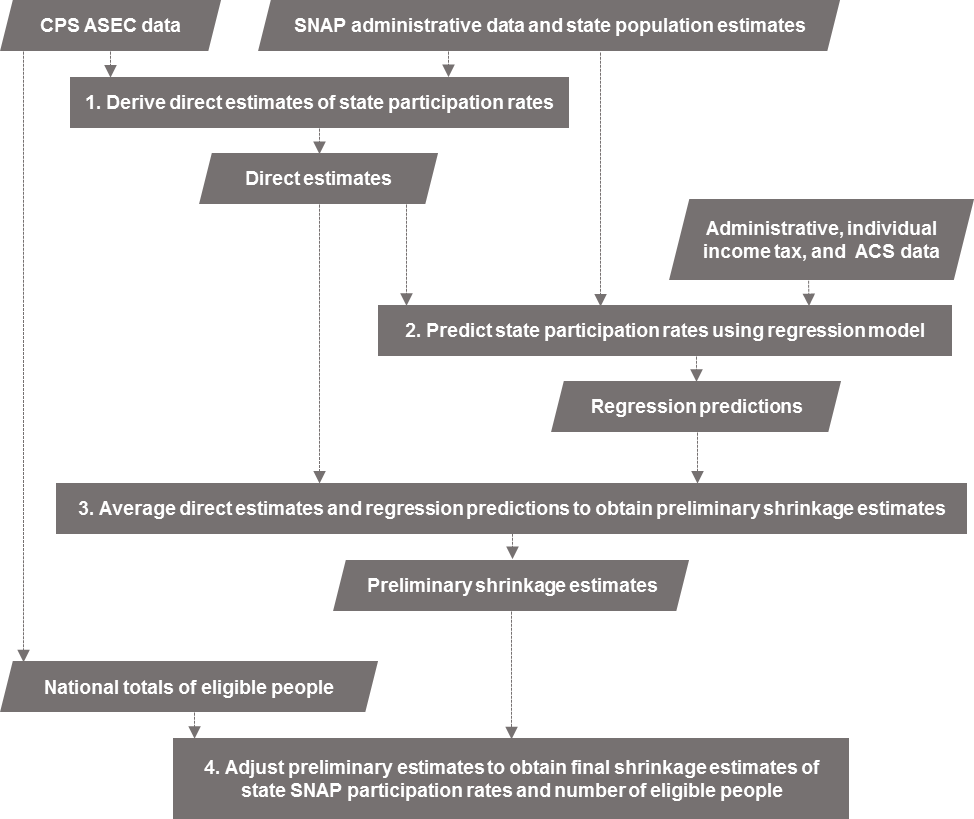 CPS ASEC data
SNAP administrative data and state population estimates
1. Derive direct estimates of state participation rates
Direct estimates
Administrative, individual
income tax, and ACS data
2. Predict state participation rates using regression model
Regression predictions
3. Average direct estimates and regression predictions to obtain preliminary shrinkage estimates
Preliminary shrinkage estimates
National totals of eligible people
4. Adjust preliminary estimates to obtain final shrinkage estimates of
state SNAP participation rates and number of eligible people